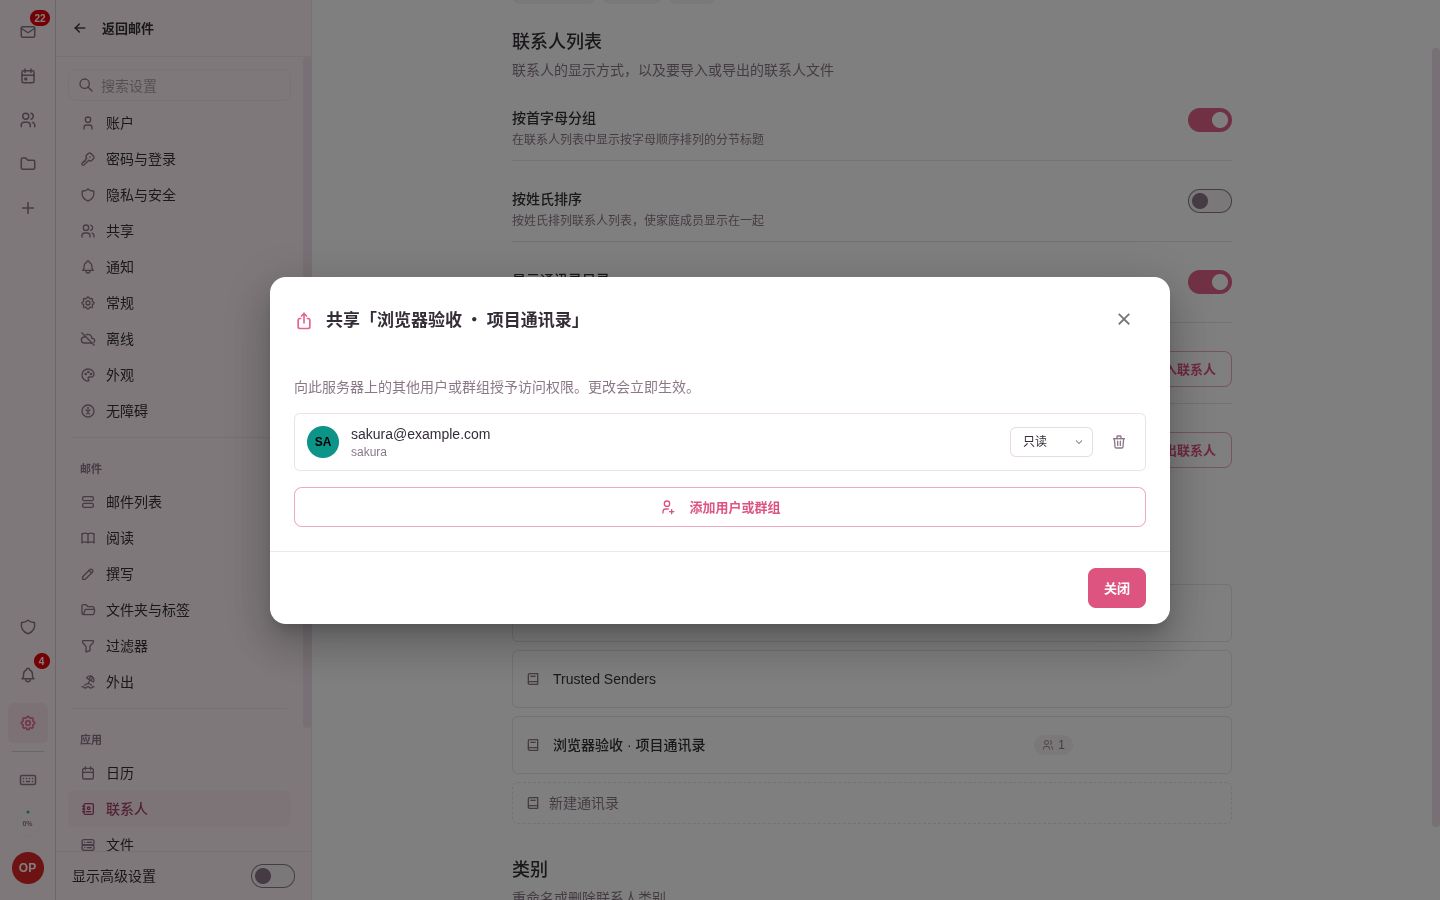 22
返回邮件
搜索设置
账户
密码与登录
隐私与安全
共享
通知
常规
离线
外观
无障碍
邮件
邮件列表
阅读
撰写
文件夹与标签
过滤器
外出
应用
日历
联系人
文件
显示高级设置
4
0%
OP
联系人列表
联系人的显示方式，以及要导入或导出的联系人文件
按首字母分组
在联系人列表中显示按字母顺序排列的分节标题
按姓氏排序
按姓氏排列联系人列表，使家庭成员显示在一起
入联系人
出联系人
共享「浏览器验收 · 项目通讯录」
向此服务器上的其他用户或群组授予访问权限。更改会立即生效。
SA
sakura@example.com
sakura
只读
添加用户或群组
关闭
Trusted Senders
浏览器验收 · 项目通讯录
1
新建通讯录
类别
重命名或删除联系人类别